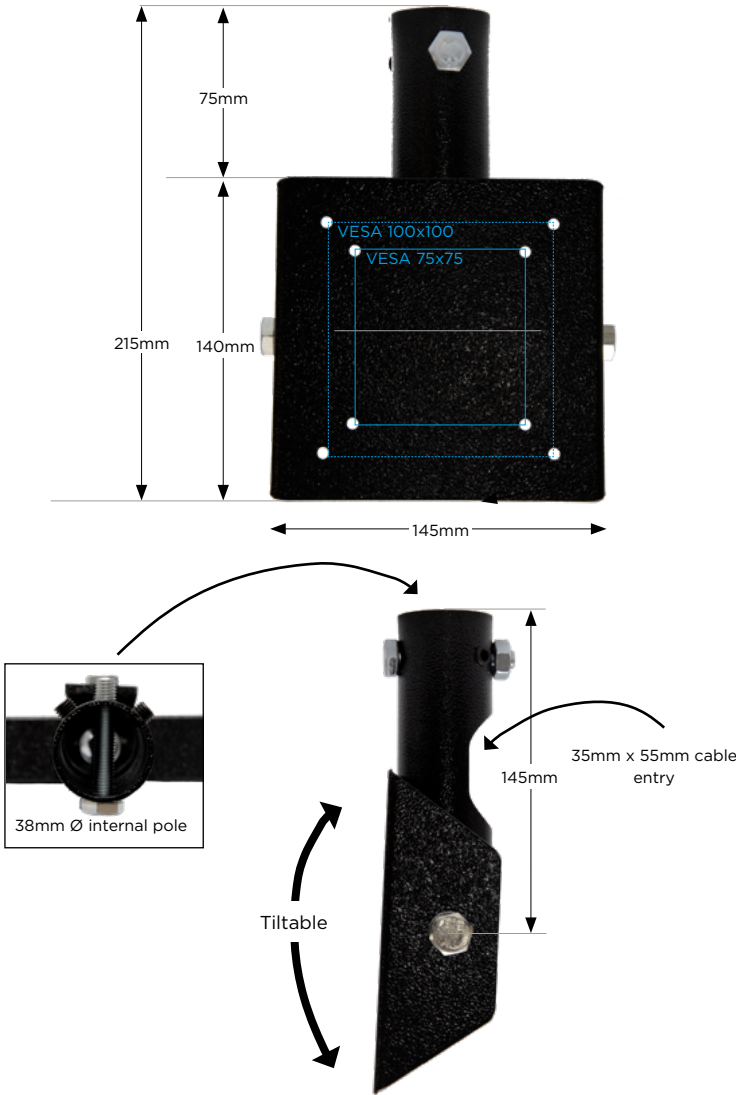 75mm
VESA 100x100
VESA 75x75
215mm
140mm
145mm
35mm x 55mm cable
entry
145mm
38mm Ø internal pole
Tiltable